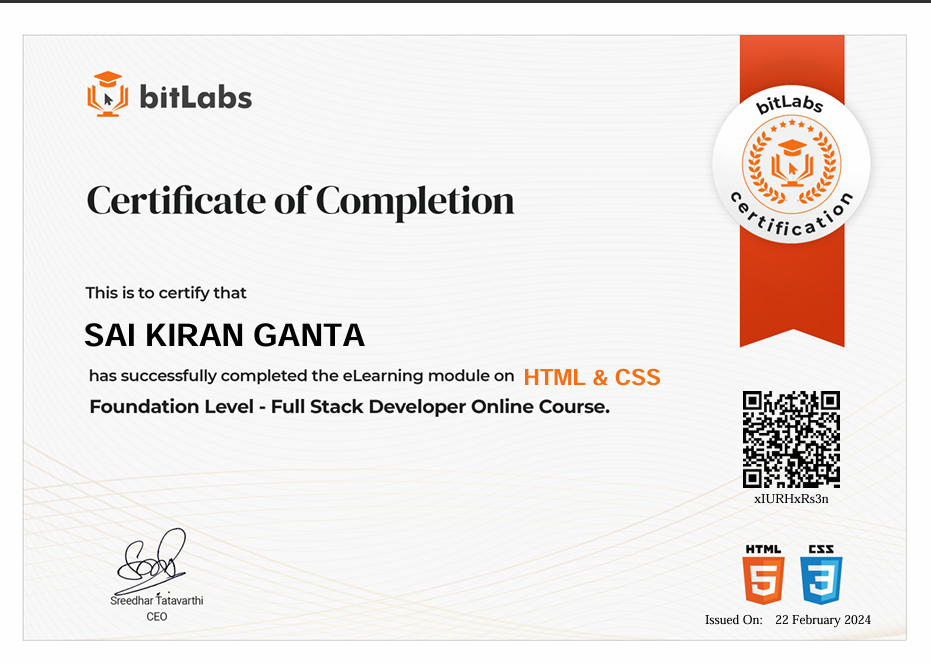 bitLabs
bitLabs
certification
Certificate of Completion
This is to certify that
SAI KIRAN GANTA
has successfully completed the eLearning module on HTML & CSS
Foundation Level - Full Stack Developer Online Course.
xIURHxRs3n
Sreedhar Tatavarthi
CEO
HTML CSS
5 3
Issued On: 22 February 2024